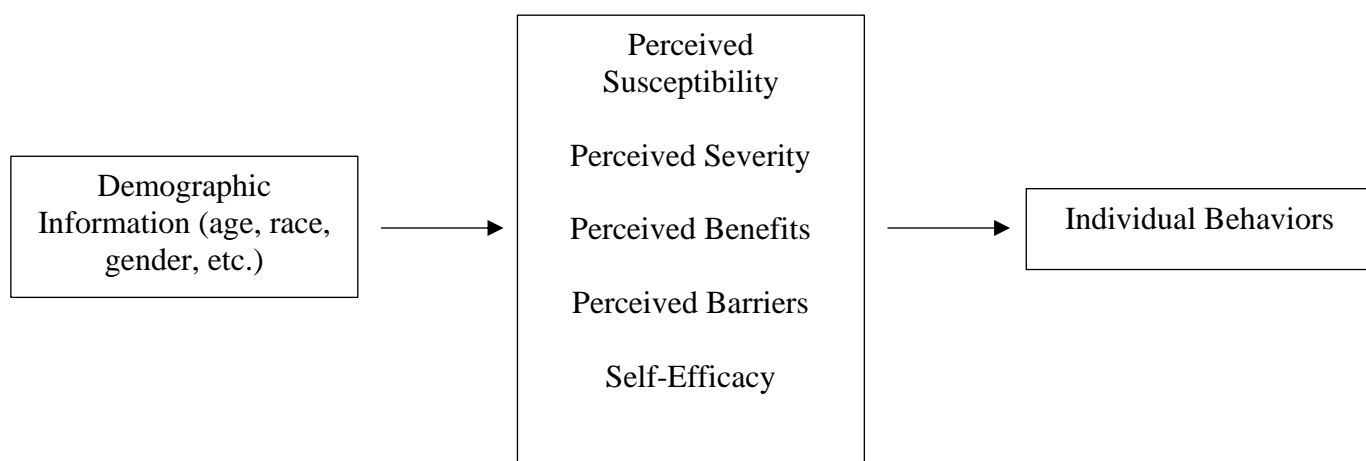 Demographic
Information (age, race,
gender, etc.)
Perceived
Susceptibility
Perceived Severity
Perceived Benefits
Perceived Barriers
Self-Efficacy
Individual Behaviors